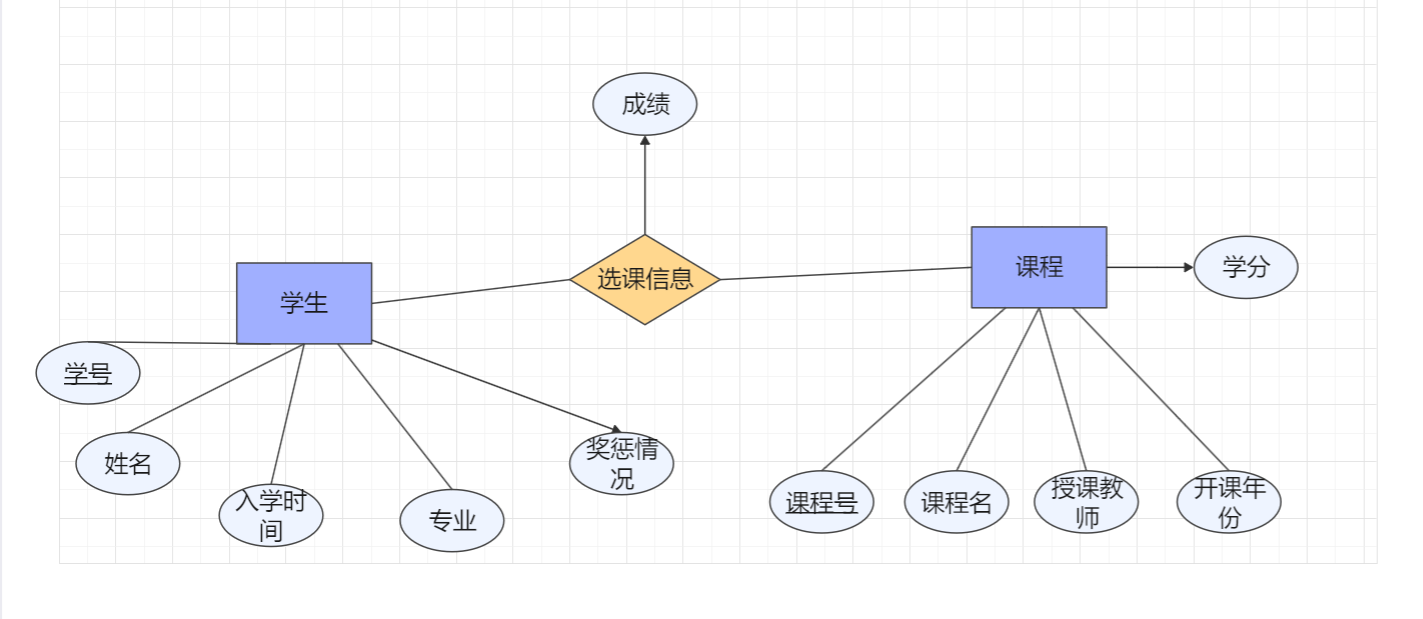 成绩
选课信息
课程
学分
学生
学号
姓名
入学时
间
专业
奖惩情
况
课程号
课程名
授课教
师
开课年
份